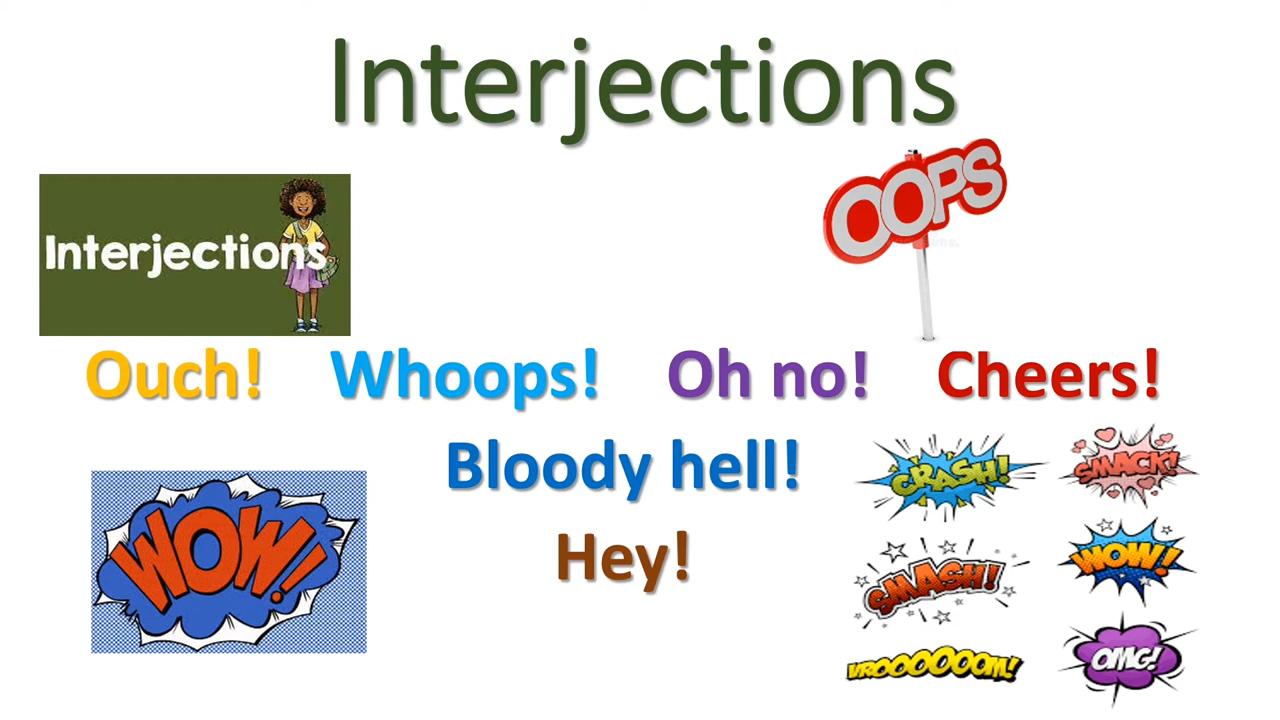 Interjections
Interjections
OOPS
Ouch! Whoops! Oh no! Cheers!
Bloody hell!
Hey!
WOW!
CRASH!
SMACK!
SMASH!
WOW!
VROOOOOOM!
OMG!